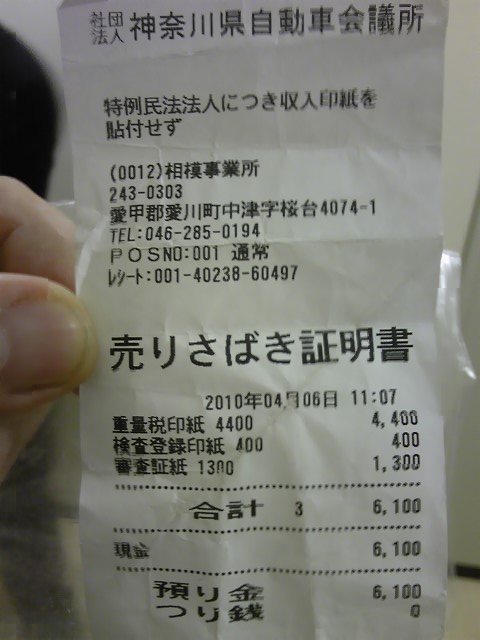 社団法人 神奈川県自動車会議所
特例民法法人につき収入印紙を
貼付せず
(0012)相模事業所
243-0303
愛甲郡愛川町中津字桜台4074-1
TEL:046-285-0194
POSNO:001 通常
レシート:001-40238-60497
売りさばき証明書
2010年04月06日 11:07
重量税印紙 4400 4,400
検査登録印紙 400 400
審査証紙 1300 1,300
合計 3 6,100
現金 6,100
預り金 6,100
つり銭 0